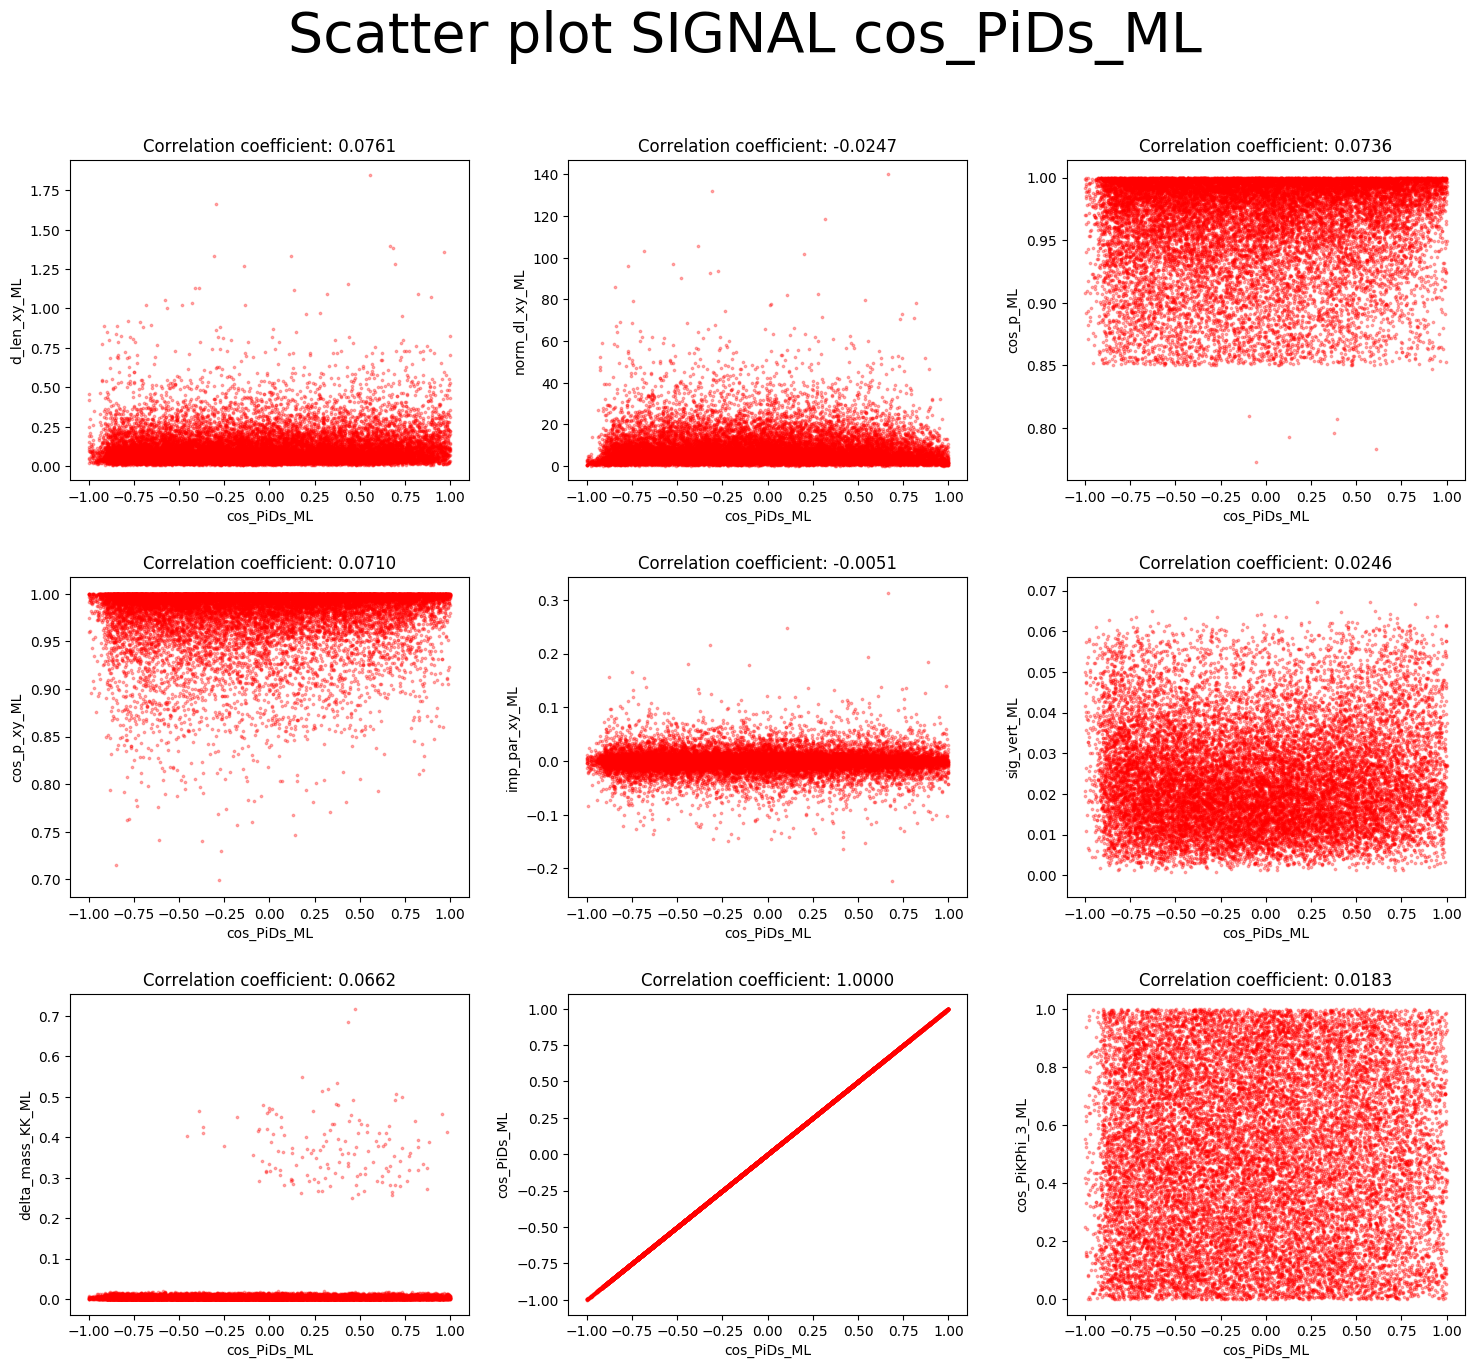 Scatter plot SIGNAL cos_PiDs_ML
Correlation coefficient: 0.0761
d_len_xy_ML
1.75
1.50
1.25
1.00
0.75
0.50
0.25
0.00
−1.00 −0.75 −0.50 −0.25 0.00 0.25 0.50 0.75 1.00
cos_PiDs_ML
Correlation coefficient: -0.0247
norm_dl_xy_ML
140
120
100
80
60
40
20
0
−1.00 −0.75 −0.50 −0.25 0.00 0.25 0.50 0.75 1.00
cos_PiDs_ML
Correlation coefficient: 0.0736
cos_p_ML
1.00
0.95
0.90
0.85
0.80
−1.00 −0.75 −0.50 −0.25 0.00 0.25 0.50 0.75 1.00
cos_PiDs_ML
Correlation coefficient: 0.0710
cos_p_xy_ML
1.00
0.95
0.90
0.85
0.80
0.75
0.70
−1.00 −0.75 −0.50 −0.25 0.00 0.25 0.50 0.75 1.00
cos_PiDs_ML
Correlation coefficient: -0.0051
imp_par_xy_ML
0.3
0.2
0.1
0.0
−0.1
−0.2
−1.00 −0.75 −0.50 −0.25 0.00 0.25 0.50 0.75 1.00
cos_PiDs_ML
Correlation coefficient: 0.0246
sig_vert_ML
0.07
0.06
0.05
0.04
0.03
0.02
0.01
0.00
−1.00 −0.75 −0.50 −0.25 0.00 0.25 0.50 0.75 1.00
cos_PiDs_ML
Correlation coefficient: 0.0662
delta_mass_KK_ML
0.7
0.6
0.5
0.4
0.3
0.2
0.1
0.0
−1.00 −0.75 −0.50 −0.25 0.00 0.25 0.50 0.75 1.00
cos_PiDs_ML
Correlation coefficient: 1.0000
cos_PiDs_ML
1.00
0.75
0.50
0.25
0.00
−0.25
−0.50
−0.75
−1.00
−1.00 −0.75 −0.50 −0.25 0.00 0.25 0.50 0.75 1.00
cos_PiDs_ML
Correlation coefficient: 0.0183
cos_PiKPhi_3_ML
1.0
0.8
0.6
0.4
0.2
0.0
−1.00 −0.75 −0.50 −0.25 0.00 0.25 0.50 0.75 1.00
cos_PiDs_ML